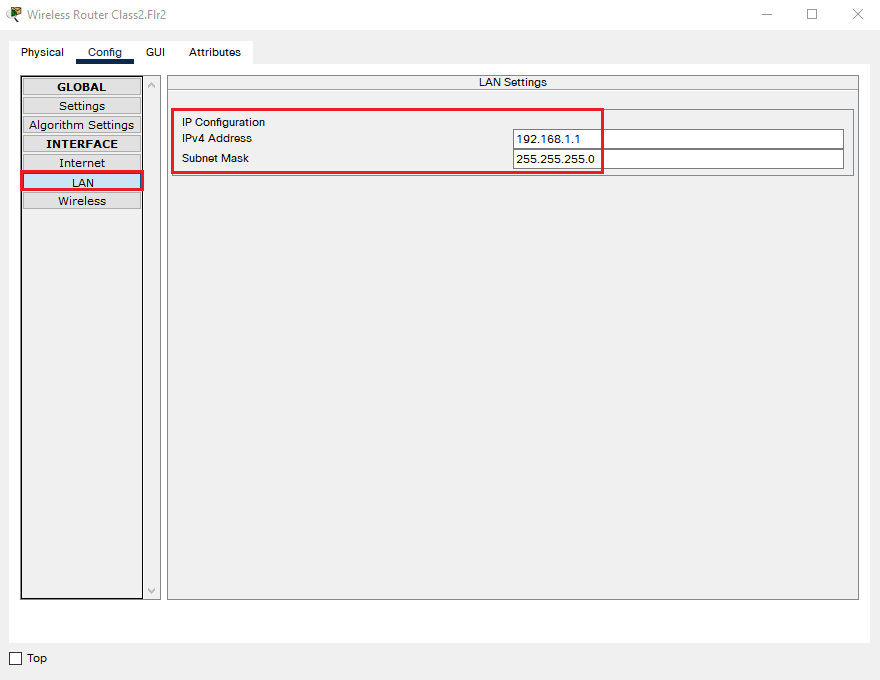 Wireless Router Class2.Flr2
Physical Config GUI Attributes
GLOBAL
Settings
Algorithm Settings
INTERFACE
Internet
LAN
Wireless
LAN Settings
IP Configuration
IPv4 Address 192.168.1.1
Subnet Mask 255.255.255.0
Top